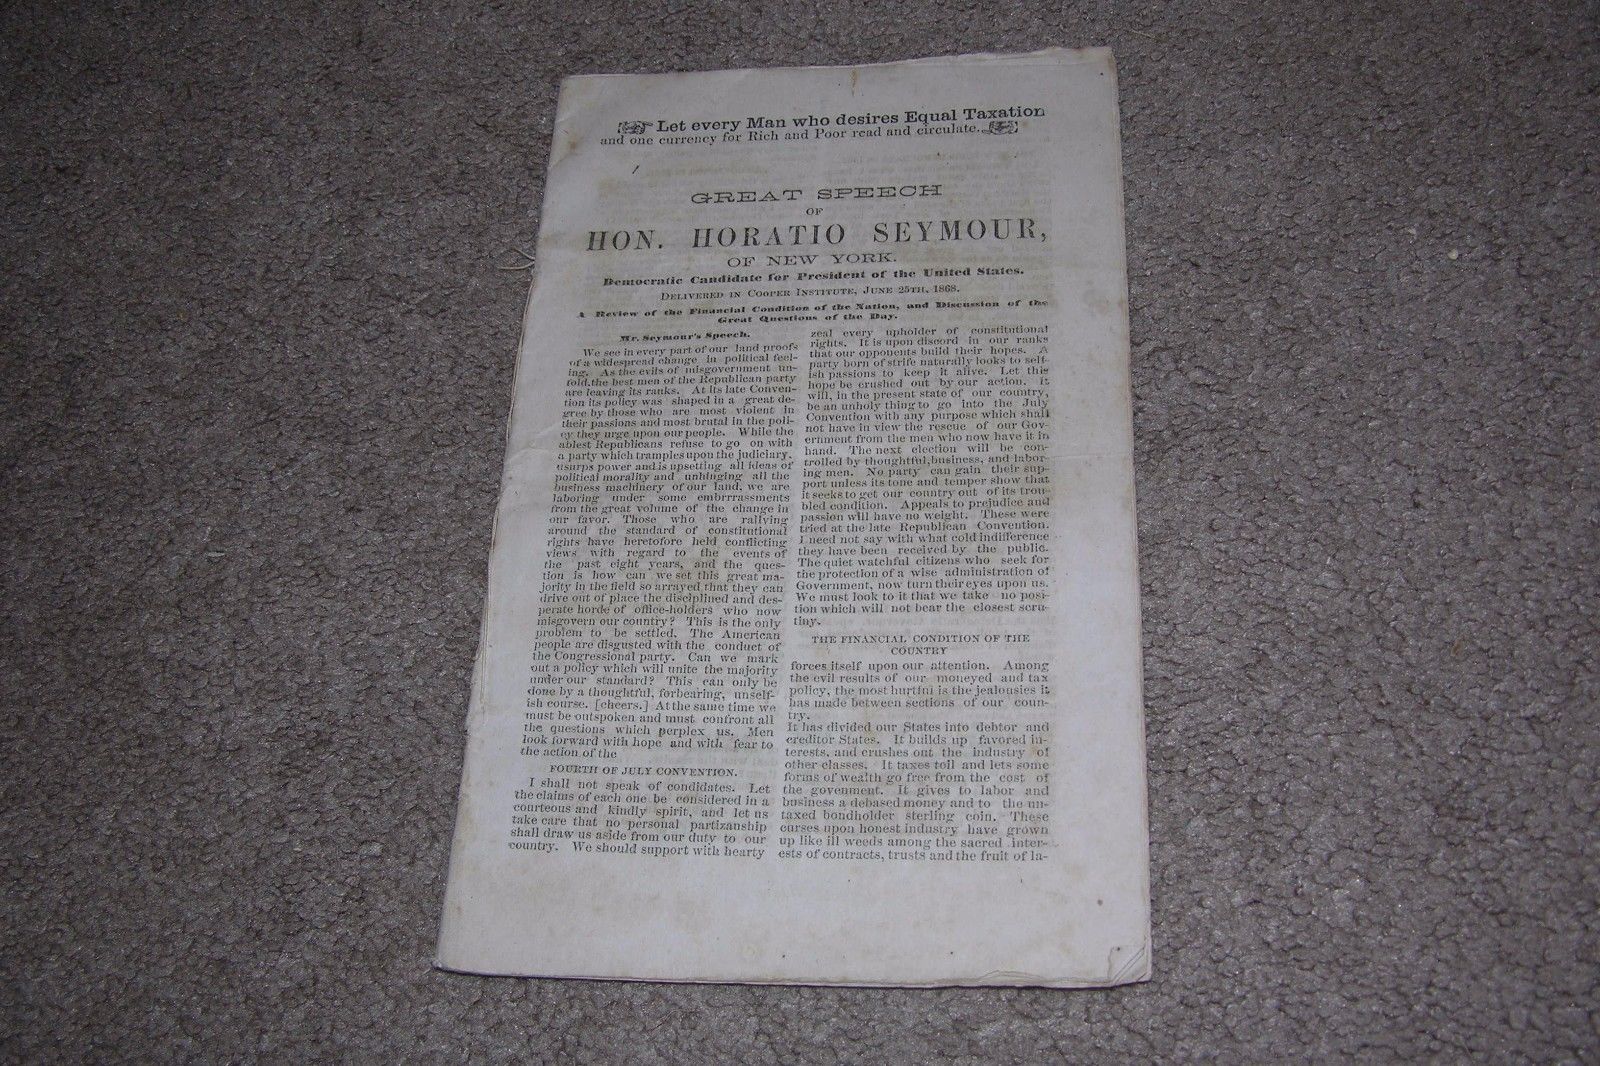 Let every Man who desires Equal Taxation
and one currency for Rich and Poor read and circulate.
GREAT SPEECH
OF
HON. HORATIO SEYMOUR,
OF NEW YORK.
Democratic Candidate for President of the United States.
DELIVERED IN COOPER INSTITUTE, JUNE 25TH, 1868.
A Review of the Financial Condition of the Nation, and Discussion of the
Great Questions of the Day.
Mr. Seymour's Speech.
We see in every part of our land proofs
of a widespread change in political feel-
ing. As the evils of misgovernment un-
fold, the best men of the Republican party
are leaving its ranks. At its late Conven-
tion its policy was shaped in a great de-
gree by those who are most violent in
their passions and most brutal in the poli-
cy they urge upon our people. While the
ablest Republicans refuse to go on with
a party which tramples upon the judiciary,
usurps power and is upsetting all ideas of
political morality and unhinging all the
business machinery of our land, we are
laboring under some embrrrassments
from the great volume of the change in
our favor. Those who are rallying
around the standard of constitutional
rights have heretofore held conflicting
views with regard to the events of
the past eight years, and the ques-
tion is how can we set this great ma-
jority in the field so arrayed that they can
drive out of place the disciplined and des-
perate horde of office-holders who now
misgovern our country? This is the only
problem to be settled. The American
people are disgusted with the conduct of
the Congressional party. Can we mark
out a policy which will unite the majority
under our standard? This can only be
done by a thoughtful, forbearing, unself-
ish course. [cheers.] At the same time we
must be outspoken and must confront all
the questions which perplex us. Men
look forward with hope and with fear to
the action of the
FOURTH OF JULY CONVENTION.
I shall not speak of candidates. Let
the claims of each one be considered in a
courteous and kindly spirit, and let us
take care that no personal partizanship
shall draw us aside from our duty to our
country. We should support with hearty
zeal every upholder of constitutional
rights. It is upon discord in our ranks
that our opponents build their hopes. A
party born of strife naturilly looks to self-
ish passions to keep it alive. Let this
hope be crushed out by our action. It
will, in the present state of our country,
be an unholy thing to go into the July
Convention with any purpose which shall
not have in view the rescue of our Gov-
ernment from the men who now have it in
hand. The next election will be con-
trolled by thoughtful, business, and labor-
ing men. No party can gain their sup-
port unless its tone and temper show that
it seeks to get our country out of its trou-
bled condition. Appeals to prejudice and
passion will have no weight. These were
tried at the late Republican Convention.
I need not say with what cold indifference
they have been received by the public.
The quiet watchful citizens who seek for
the protection of a wise administration of
Government, now turn their eyes upon us.
We must look to it that we take no posi-
tion which will not bear the closest scru-
tiny.
THE FINANCIAL CONDITION OF THE
COUNTRY
forces itself upon our attention. Among
the evil results of our moneyed and tax
policy, the most hurtful is the jealousies it
has made between sections of our coun-
try.
It has divided our States into debtor and
creditor States. It builds up favored in-
terests, and crushes out the industry of
other classes. It taxes toil and lets some
forms of wealth go free from the cost of
the govenment. It gives to labor and
business a debased money and to the un-
taxed bondholder sterling coin. These
curses upon honest industry have grown
up like ill weeds among the sacred inter-
ests of contracts, trusts and the fruit of la-